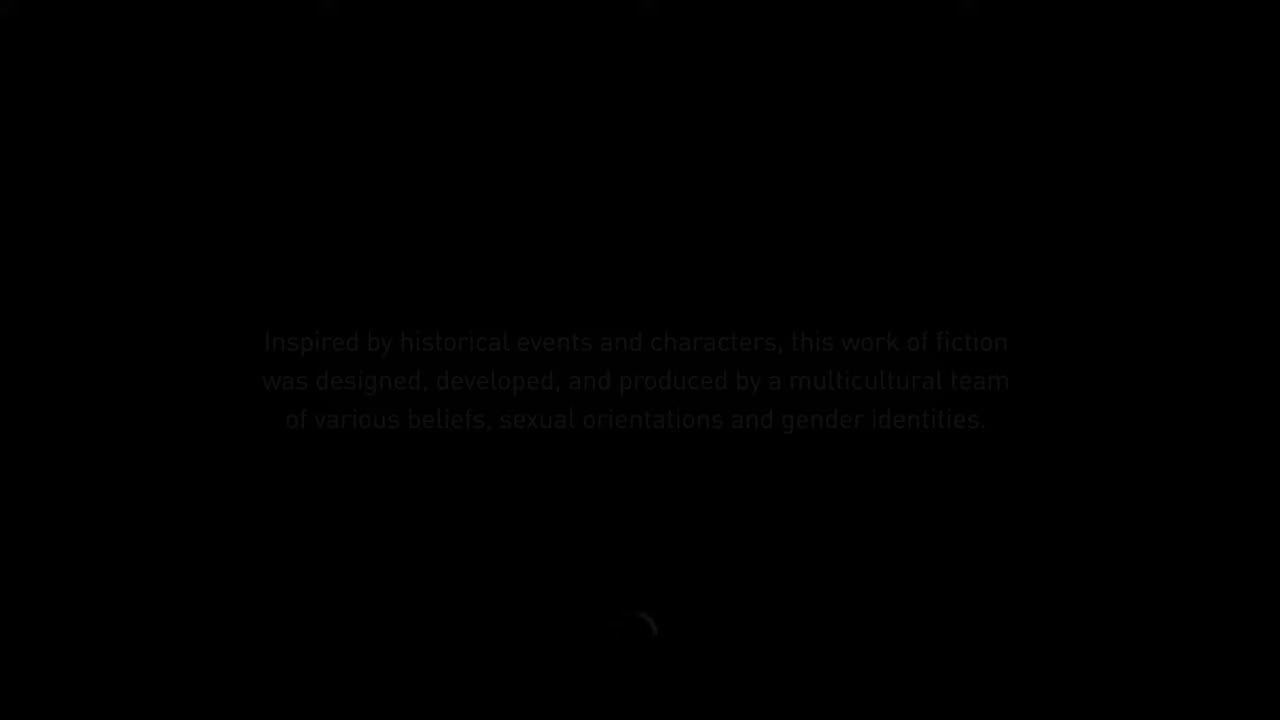 Inspired by historical events and characters, this work of fiction
was designed, developed, and produced by a multicultural team
of various beliefs, sexual orientations and gender identities.